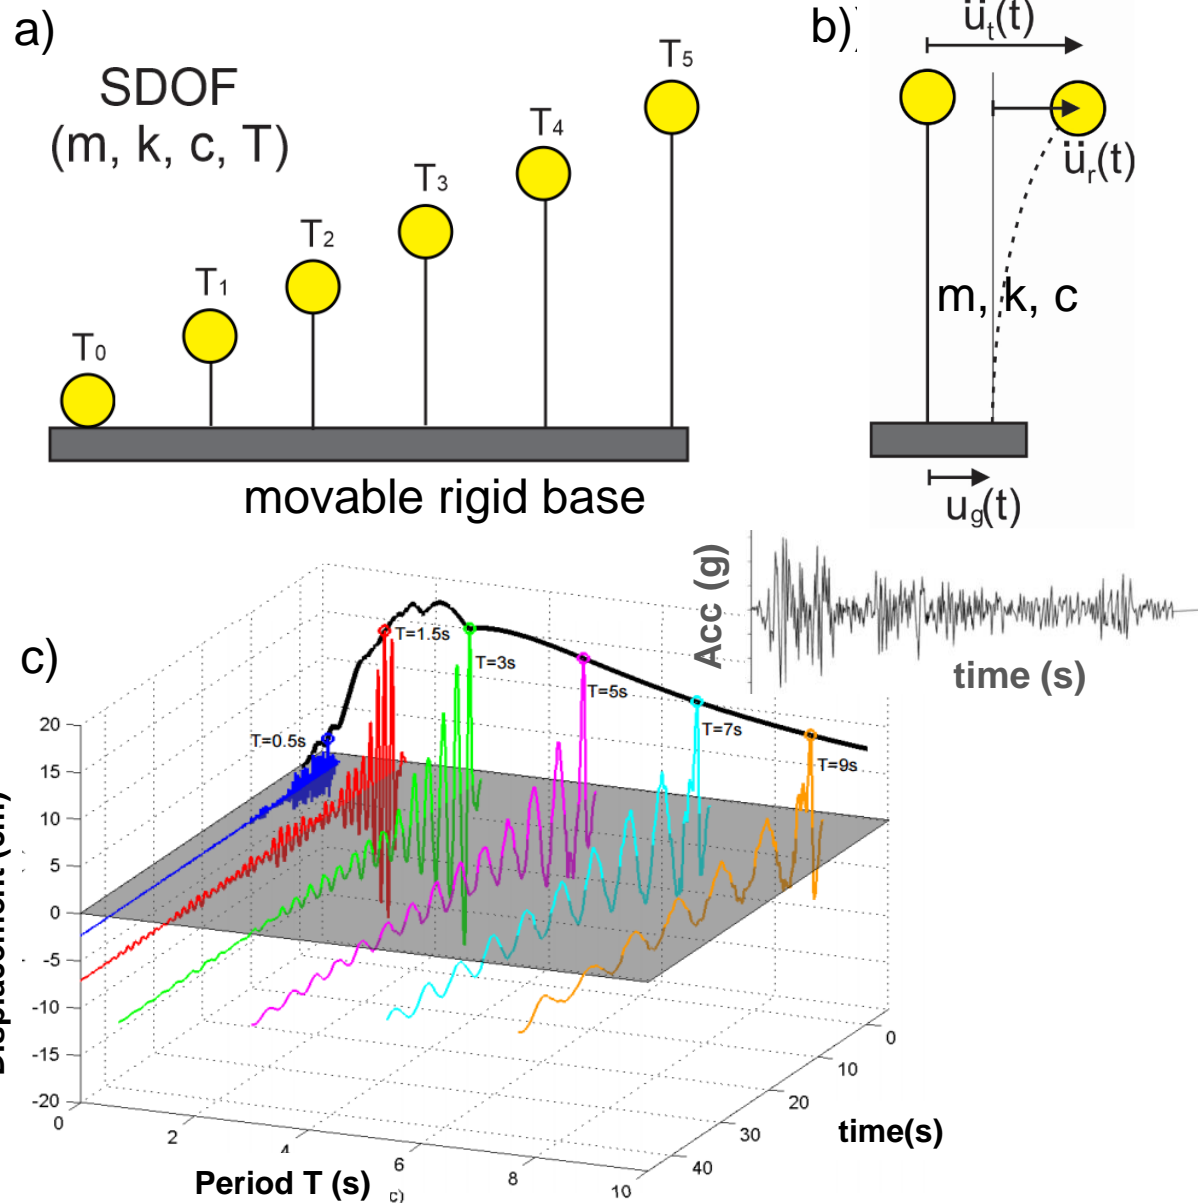 a)
SDOF
(m, k, c, T)
T0
T1
T2
T3
T4
T5
movable rigid base
b)
üt(t)
ür(t)
m, k, c
ug(t)
Acc (g)
time (s)
c)
T=0.5s
T=1.5s
T=3s
T=5s
T=7s
T=9s
20
15
10
5
0
-5
-10
-15
-20
0
2
4
6
8
10
Period T (s)
c)
0
10
20
30
40
time(s)